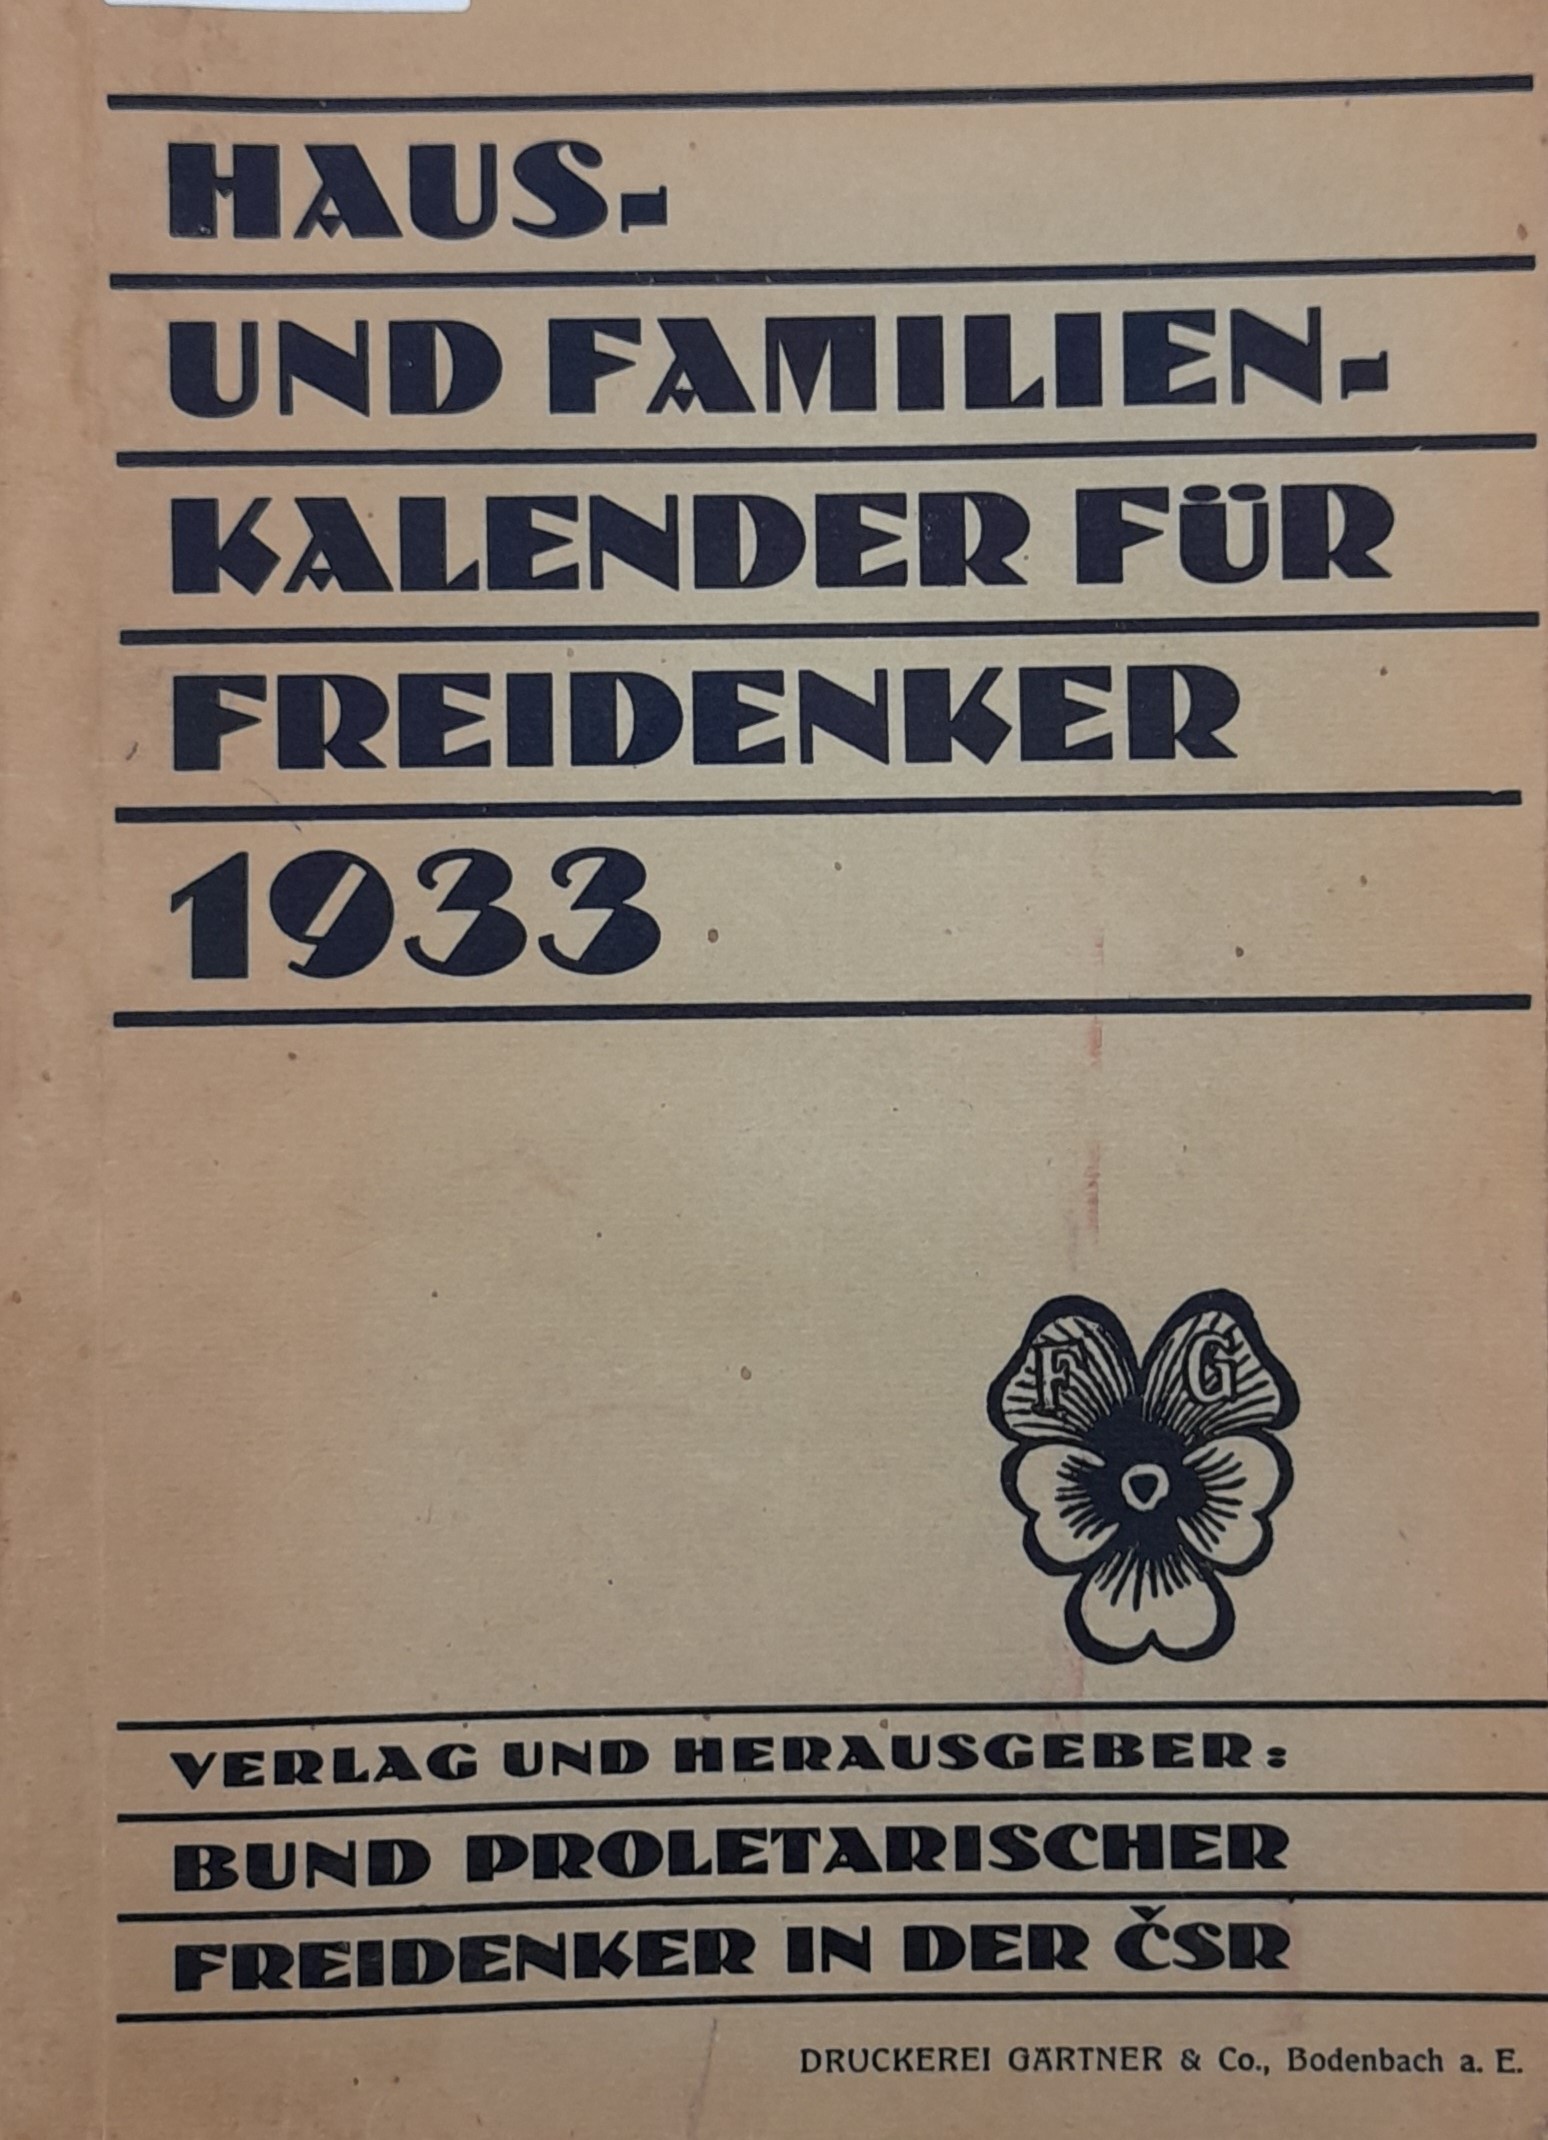 HAUS-
UND FAMILIEN-
KALENDER FÜR
FREIDENKER
1933
F G
VERLAG UND HERAUSGEBER:
BUND PROLETARISCHER
FREIDENKER IN DER ČSR
DRUCKEREI GÄRTNER & Co., Bodenbach a. E.